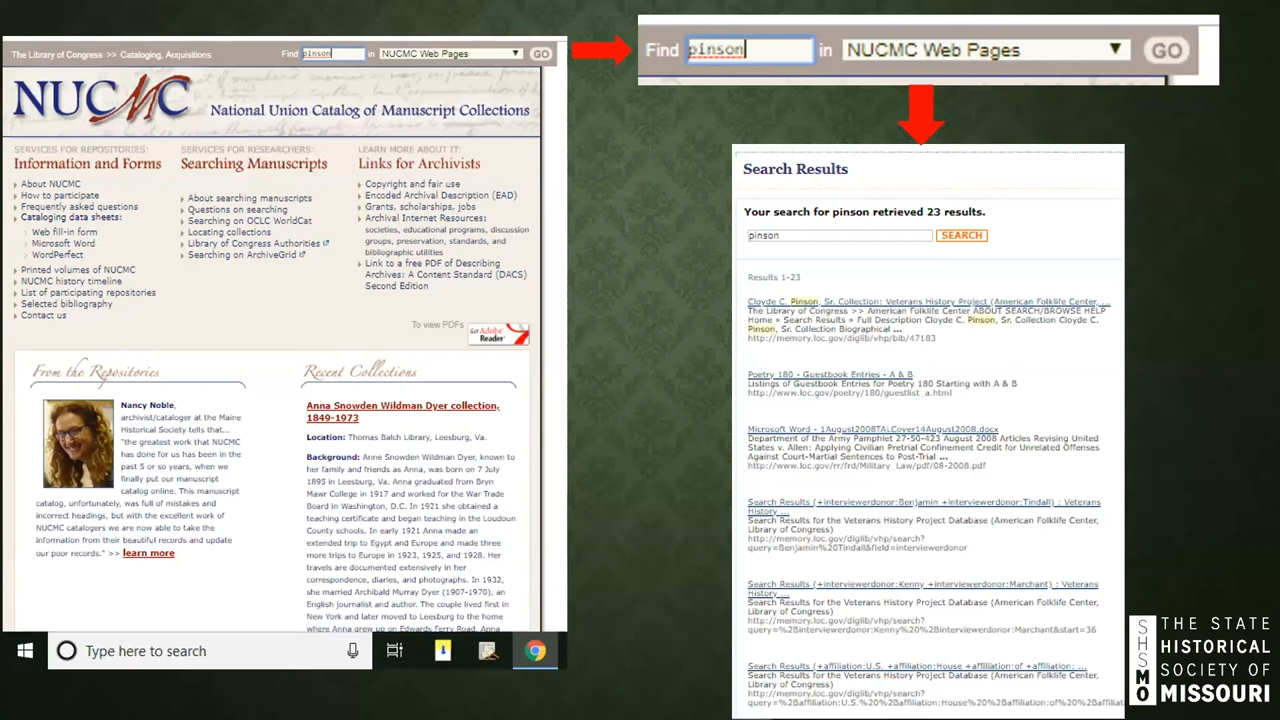 The Library of Congress >> Cataloging, Acquisitions
Find pinson in NUCMC Web Pages GO
NUCMC National Union Catalog of Manuscript Collections
SERVICES FOR REPOSITORIES:
Information and Forms
About NUCMC
How to participate
Frequently asked questions
Cataloging data sheets:
Web fill-in form
Microsoft Word
WordPerfect
Printed volumes of NUCMC
NUCMC history timeline
List of participating repositories
Selected bibliography
Contact us
SERVICES FOR RESEARCHERS:
Searching Manuscripts
About searching manuscripts
Questions on searching
Searching on OCLC WorldCat
Locating collections
Library of Congress Authorities
Searching on ArchiveGrid
LEARN MORE ABOUT IT:
Links for Archivists
Copyright and fair use
Encoded Archival Description (EAD)
Grants, scholarships, jobs
Archival Internet Resources:
societies, educational programs, discussion
groups, preservation, standards, and
bibliographic utilities
Link to a free PDF of Describing
Archives: A Content Standard (DACS)
Second Edition
To view PDFs
Get Adobe
Reader
From the Repositories
Nancy Noble,
archivist/cataloger at the Maine
Historical Society tells that...
"the greatest work that NUCMC
has done for us has been in the
past 5 or so years, when we
finally put our manuscript
catalog online. This manuscript
catalog, unfortunately, was full of mistakes and
incorrect headings, but with the excellent work of
NUCMC catalogers we are now able to take the
information from their beautiful records and update
our poor records." >> learn more
Recent Collections
Anna Snowden Wildman Dyer collection,
1849-1973
Location: Thomas Balch Library, Leesburg, Va.
Background: Anne Snowden Wildman Dyer, known to
her family and friends as Anna, was born on 7 July
1895 in Leesburg, Va. Anna graduated from Bryn
Mawr College in 1917 and worked for the War Trade
Board in Washington, D.C. In 1921 she obtained a
teaching certificate and began teaching in the Loudoun
County schools. In early 1921 Anna made an
extended trip to Egypt and Europe and made three
more trips to Europe in 1923, 1925, and 1928. Her
travels are documented extensively in her
correspondence, diaries, and photographs. In 1932,
she married Archibald Murray Dyer (1907-1970), an
English journalist and author. The couple lived first in
New York and later moved to Leesburg to the home
where Anna grew up on Edwards Ferry Road. Anna
Type here to search
Find pinson in NUCMC Web Pages GO
Search Results
Your search for pinson retrieved 23 results.
pinson SEARCH
Results 1-23
Cloyde C. Pinson, Sr. Collection: Veterans History Project (American Folklife Center, ...
The Library of Congress >> American Folklife Center ABOUT SEARCH/BROWSE HELP
Home » Search Results » Full Description Cloyde C. Pinson, Sr. Collection Cloyde C.
Pinson, Sr. Collection Biographical ...
http://memory.loc.gov/diglib/vhp/bib/47183
Poetry 180 - Guestbook Entries - A & B
Listings of Guestbook Entries for Poetry 180 Starting with A & B
http://www.loc.gov/poetry/180/guestlist_a.html
Microsoft Word - 1August2008TALCover14August2008.docx
Department of the Army Pamphlet 27-50-423 August 2008 Articles Revising United
States v. Allen: Applying Civilian Pretrial Confinement Credit for Unrelated Offenses
Against Court-Martial Sentences to Post-Trial ...
http://www.loc.gov/rr/frd/Military_Law/pdf/08-2008.pdf
Search Results (+interviewerdonor:Benjamin +interviewerdonor:Tindall) : Veterans
History ...
Search Results for the Veterans History Project Database (American Folklife Center,
Library of Congress)
http://memory.loc.gov/diglib/vhp/search?
query=Benjamin%20Tindall&field=interviewerdonor
Search Results (+interviewerdonor:Kenny +interviewerdonor:Marchant) : Veterans
History ...
Search Results for the Veterans History Project Database (American Folklife Center,
Library of Congress)
http://memory.loc.gov/diglib/vhp/search?
query=%2Binterviewerdonor:Kenny%20%2Binterviewerdonor:Marchant&start=36
Search Results (+affiliation:U.S. +affiliation:House +affiliation:of +affiliation; ...
Search Results for the Veterans History Project Database (American Folklife Center,
Library of Congress)
http://memory.loc.gov/diglib/vhp/search?
query=%2Baffiliation:U.S.%20%2Baffiliation:House%20%2Baffiliation:of%20%2Baffiliat
SHSMO
THE STATE
HISTORICAL
SOCIETY OF
MISSOURI